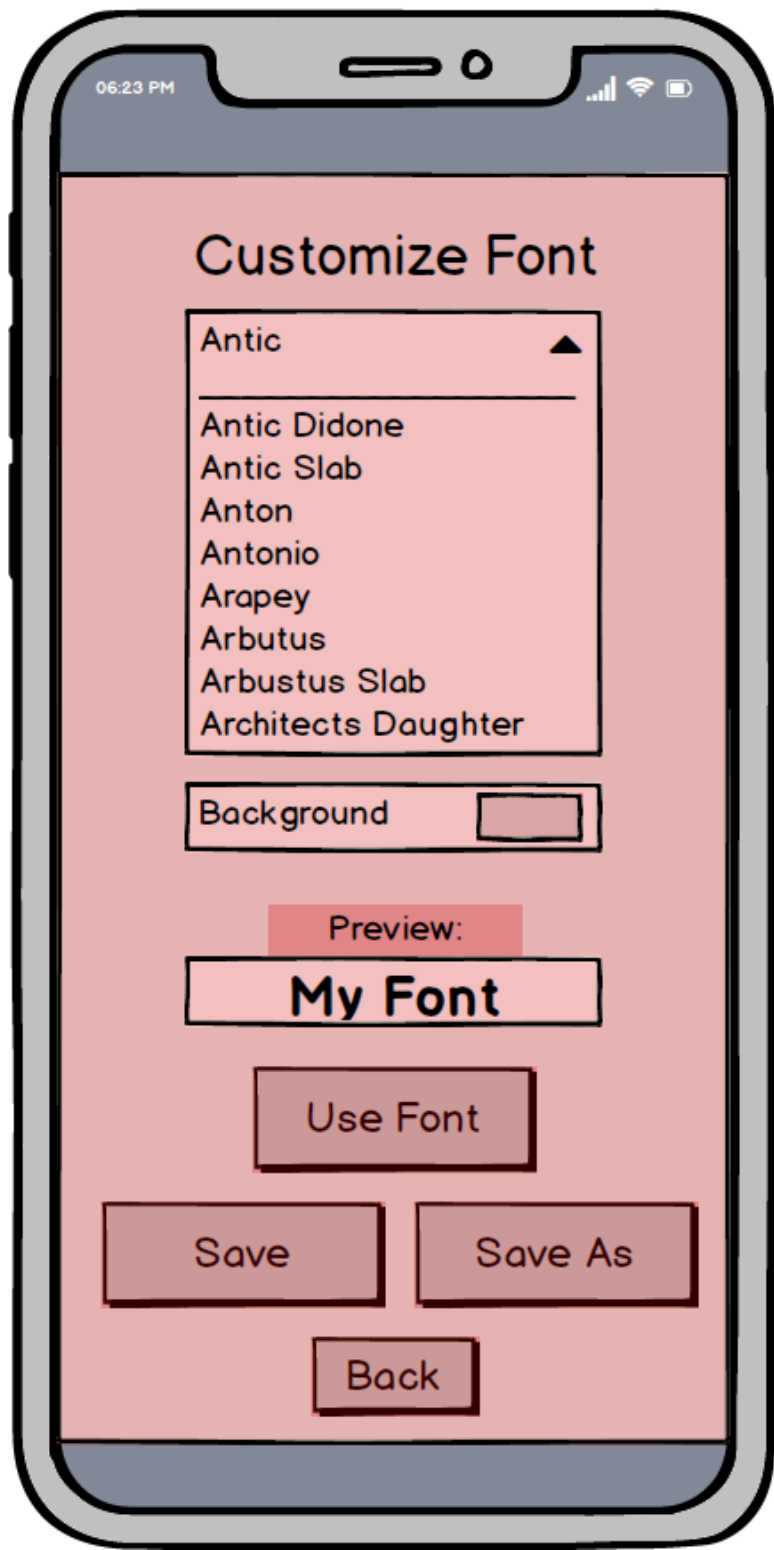 06:23 PM
Customize Font
Antic
Antic Didone
Antic Slab
Anton
Antonio
Arapey
Arbutus
Arbustus Slab
Architects Daughter
Background
Preview:
My Font
Use Font
Save
Save As
Back